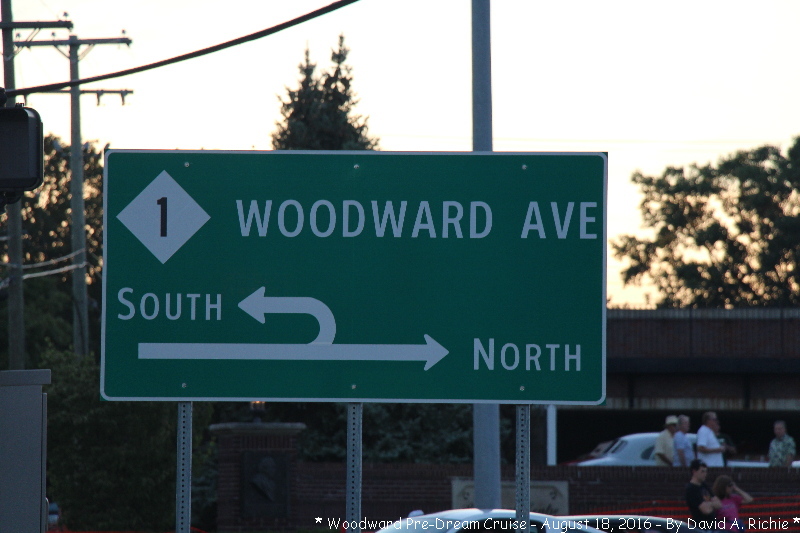 1 WOODWARD AVE
SOUTH
NORTH
* Woodward Pre-Dream Cruise - August 18, 2016 - By David A. Richie *